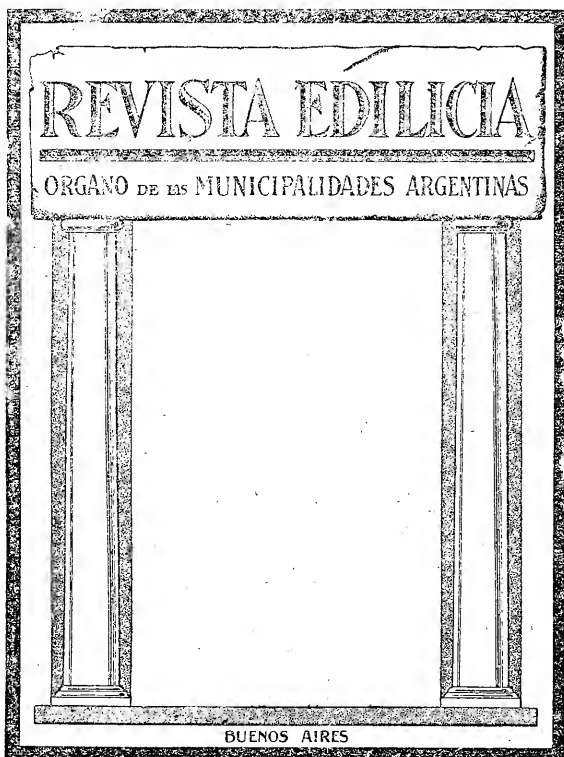 REVISTA EDILICIA
ORGANO DE LAS MUNICIPALIDADES ARGENTINAS
BUENOS AIRES